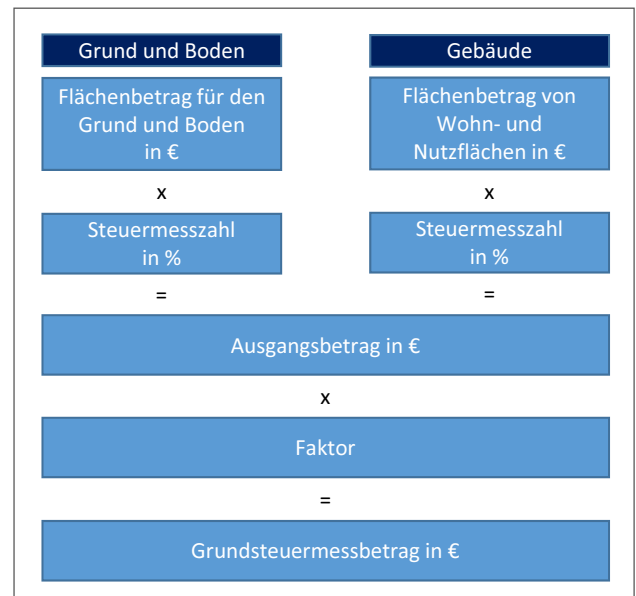 Grund und Boden
Gebäude
Flächenbetrag für den
Grund und Boden
in €
Flächenbetrag von
Wohn- und
Nutzflächen in €
x
x
Steuermesszahl
in %
Steuermesszahl
in %
=
=
Ausgangsbetrag in €
x
Faktor
=
Grundsteuermessbetrag in €